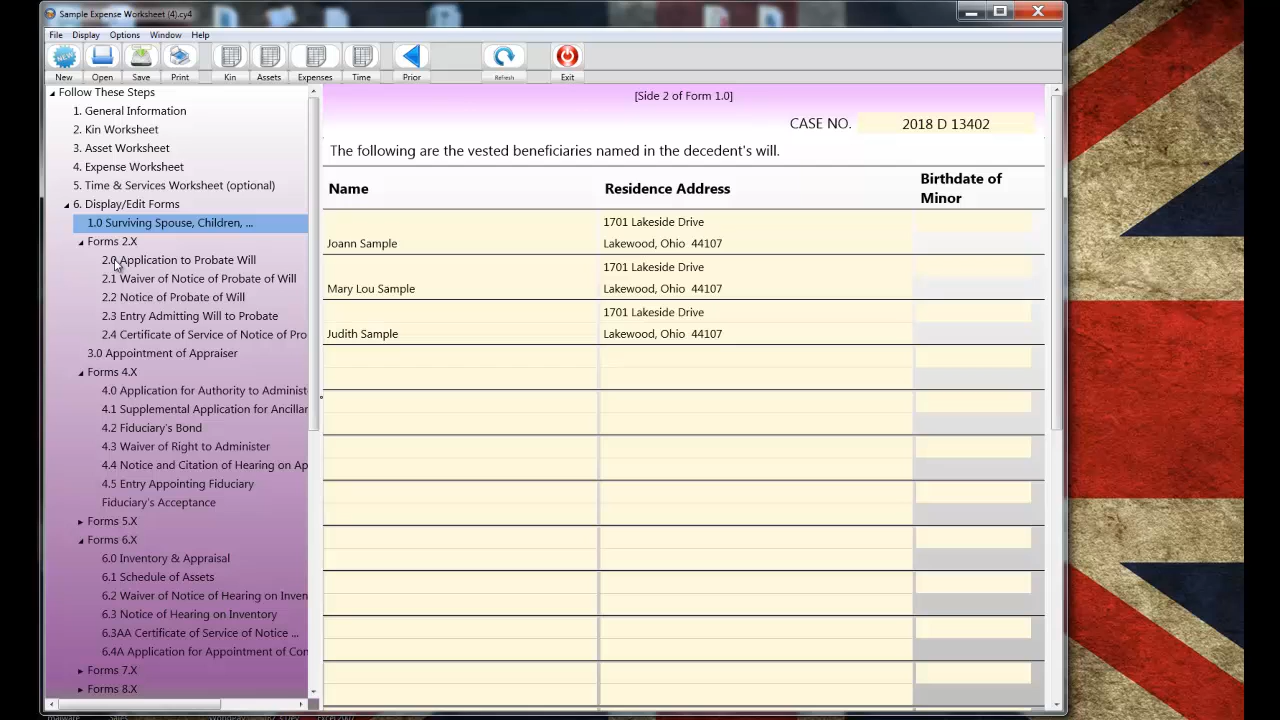 Sample Expense Worksheet (4).cy4
File Display Options Window Help
NEW
New Open Save Print Kin Assets Expenses Time Prior Refresh Exit
Follow These Steps
1. General Information
2. Kin Worksheet
3. Asset Worksheet
4. Expense Worksheet
5. Time & Services Worksheet (optional)
6. Display/Edit Forms
1.0 Surviving Spouse, Children, ...
Forms 2.X
2.0 Application to Probate Will
2.1 Waiver of Notice of Probate of Will
2.2 Notice of Probate of Will
2.3 Entry Admitting Will to Probate
2.4 Certificate of Service of Notice of Pro
3.0 Appointment of Appraiser
Forms 4.X
4.0 Application for Authority to Administ
4.1 Supplemental Application for Ancillar
4.2 Fiduciary's Bond
4.3 Waiver of Right to Administer
4.4 Notice and Citation of Hearing on Ap
4.5 Entry Appointing Fiduciary
Fiduciary's Acceptance
Forms 5.X
Forms 6.X
6.0 Inventory & Appraisal
6.1 Schedule of Assets
6.2 Waiver of Notice of Hearing on Inven
6.3 Notice of Hearing on Inventory
6.3AA Certificate of Service of Notice ...
6.4A Application for Appointment of Con
Forms 7.X
Forms 8.X
[Side 2 of Form 1.0]
CASE NO. 2018 D 13402
The following are the vested beneficiaries named in the decedent's will.
Name Residence Address Birthdate of
Minor
1701 Lakeside Drive
Joann Sample Lakewood, Ohio 44107
1701 Lakeside Drive
Mary Lou Sample Lakewood, Ohio 44107
1701 Lakeside Drive
Judith Sample Lakewood, Ohio 44107